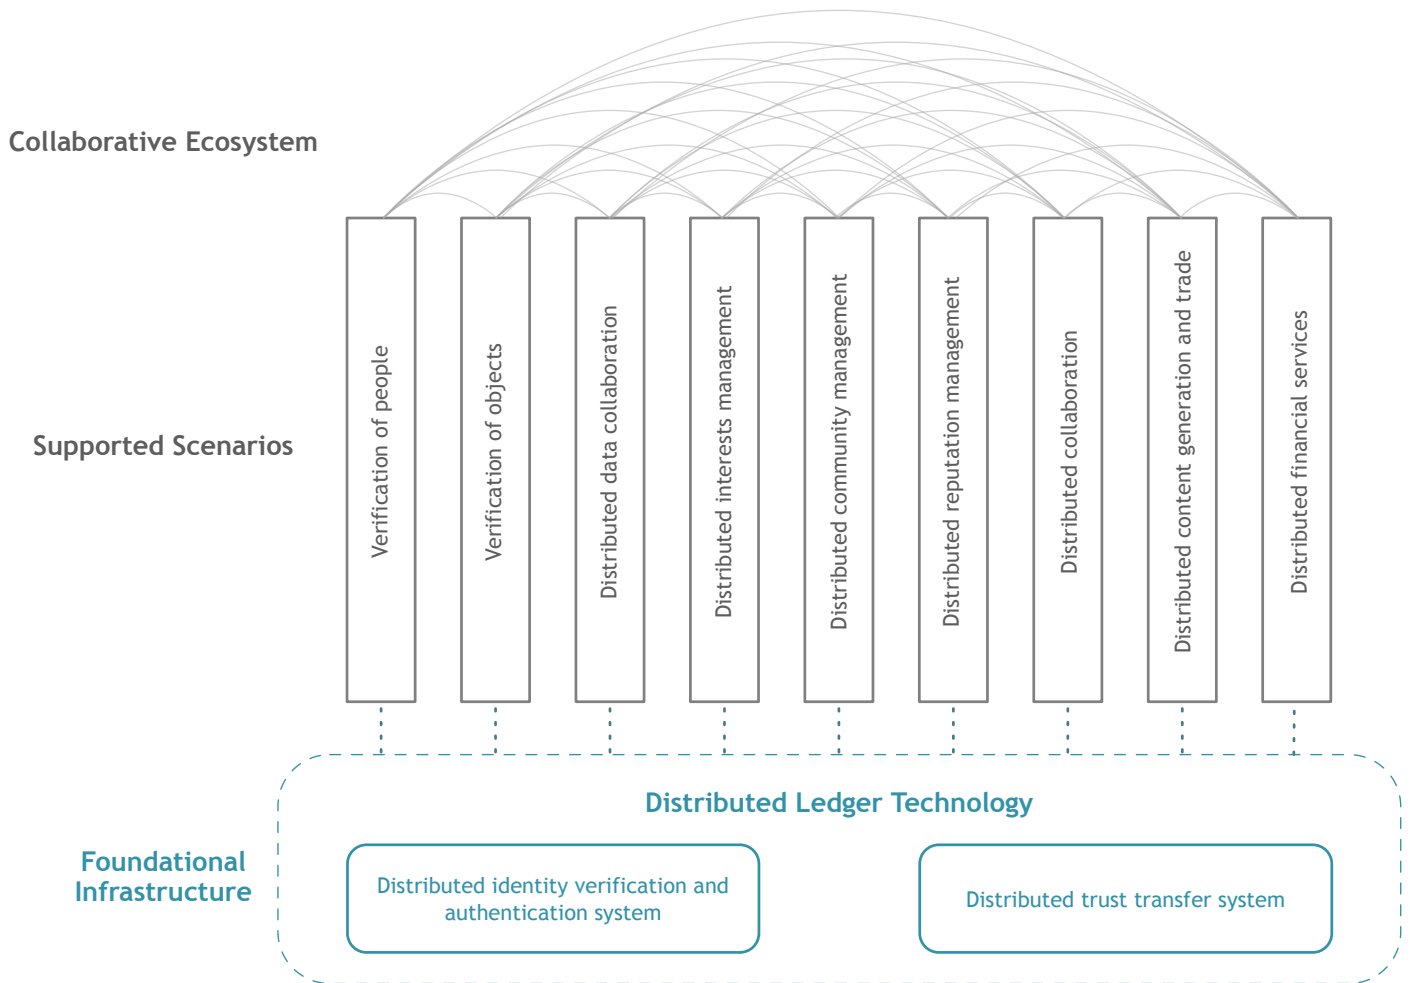 Collaborative Ecosystem
Supported Scenarios
Verification of people
Verification of objects
Distributed data collaboration
Distributed interests management
Distributed community management
Distributed reputation management
Distributed collaboration
Distributed content generation and trade
Distributed financial services
Distributed Ledger Technology
Foundational
Infrastructure
Distributed identity verification and
authentication system
Distributed trust transfer system